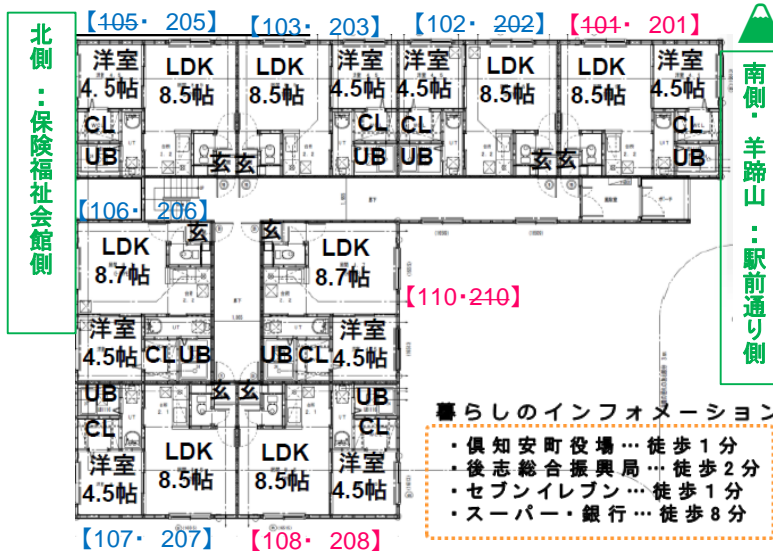 【105・ 205】 【103・ 203】 【102・ 202】 【101・ 201】
北側：保険福祉会館側
南側・羊蹄山：駅前通り側
洋室 LDK LDK 洋室 洋室 LDK LDK 洋室
4.5帖 8.5帖 8.5帖 4.5帖 4.5帖 8.5帖 8.5帖 4.5帖
CL CL CL CL
UB 玄 玄 UB UB 玄 玄 UB
【106・ 206】
玄 玄
LDK LDK
8.7帖 8.7帖
【110・210】
洋室 洋室
4.5帖 CL UB UB CL 4.5帖
UB 玄 玄 UB
CL CL
LDK LDK
洋室 8.5帖 8.5帖 洋室
4.5帖 4.5帖
【107・ 207】 【108・ 208】
暮らしのインフォメーション
・倶知安町役場…徒歩１分
・後志総合振興局…徒歩２分
・セブンイレブン…徒歩１分
・スーパー・銀行…徒歩８分